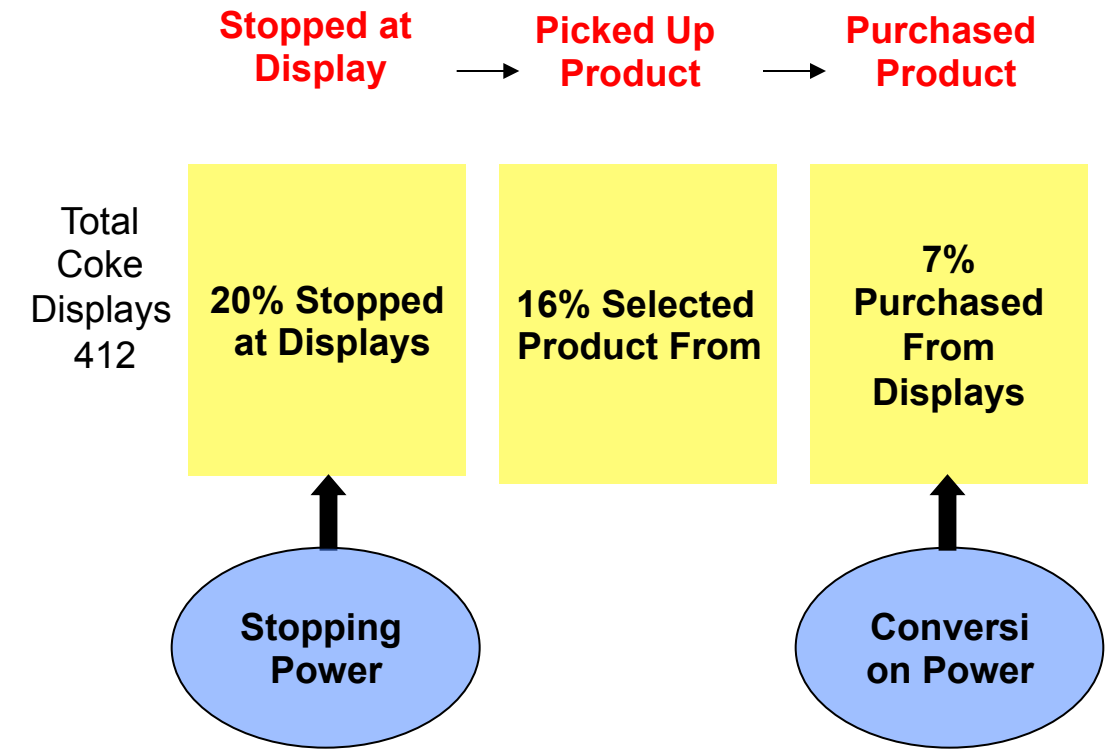 Stopped at
Display
Picked Up
Product
Purchased
Product
Total
Coke
Displays
412
20% Stopped
at Displays
16% Selected
Product From
7%
Purchased
From
Displays
Stopping
Power
Conversi
on Power